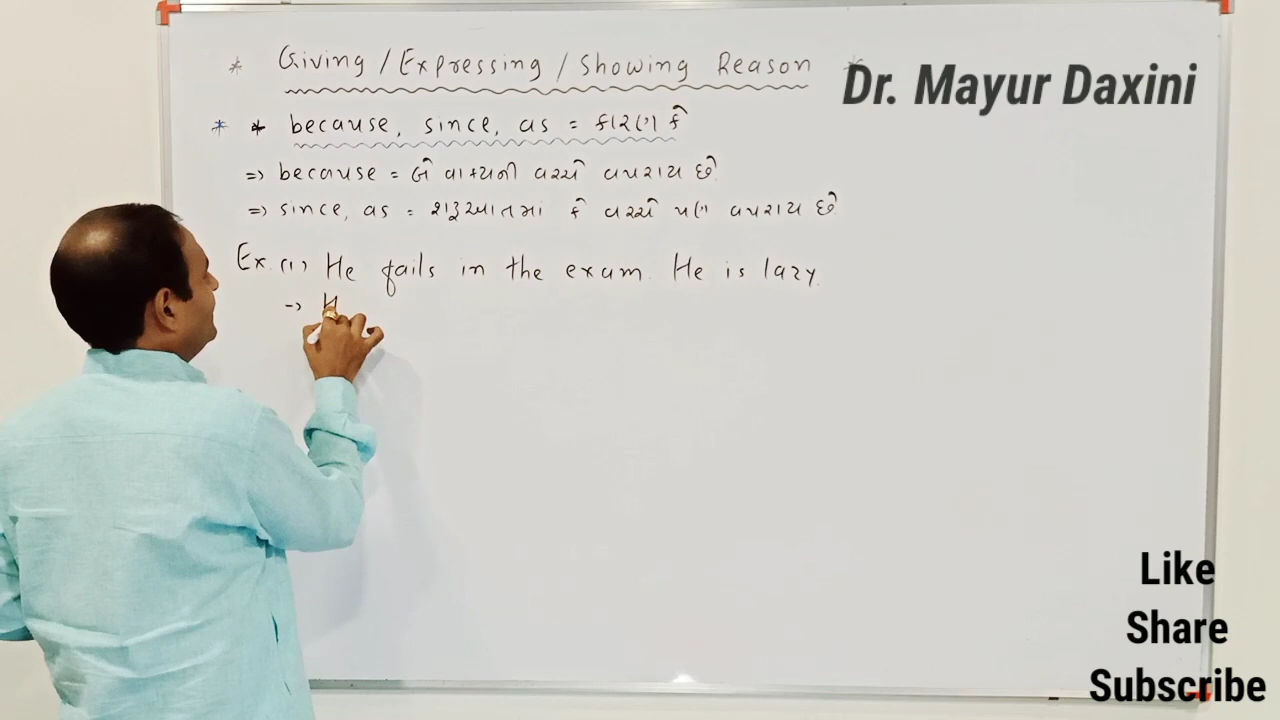 * Giving / Expressing / Showing Reason *
Dr. Mayur Daxini
* * because, since, as = કારણ કે
=> because = બે વાક્યની વચ્ચે વપરાય છે.
=> since, as = શરૂઆતમાં કે વચ્ચે પણ વપરાય છે
Ex. (1) He fails in the exam. He is lazy.
-> H
Like
Share
Subscribe